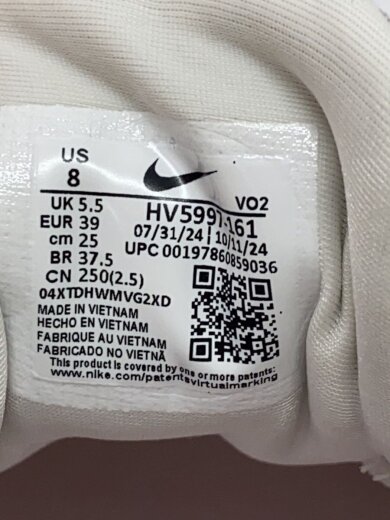 US
8
VO2
UK 5.5
HV5997-161
EUR 39
07/31/24 | 10/11/24
cm 25
UPC 00197860859036
BR 37.5
CN 250(2.5)
04XTDHWMVG2XD
MADE IN VIETNAM
HECHO EN VIETNAM
FABRIQUE AU VIETNAM
FABRICADO NO VIETNÃ
This product is covered by one or more patents:
www.nike.com/patentsvirtualmarking